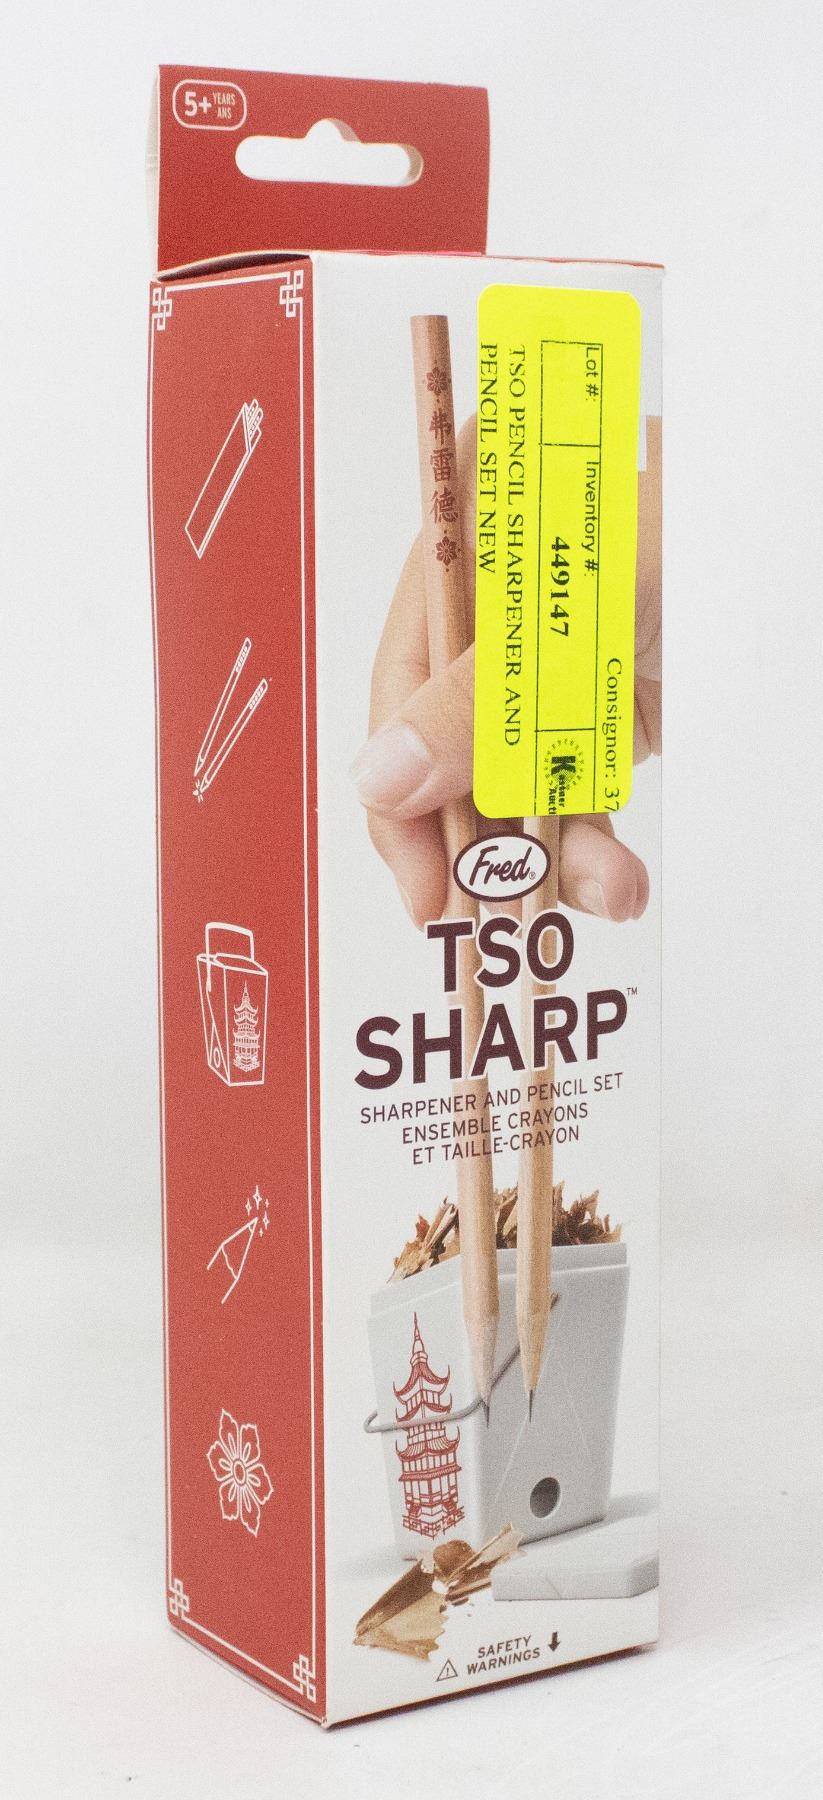 5+ YEARS
ANS
弗雷德
Lot #:
Inventory #:
449147
Consignor: 37
TSO PENCIL SHARPENER AND
PENCIL SET NEW
Fred®
TSO
SHARP™
SHARPENER AND PENCIL SET
ENSEMBLE CRAYONS
ET TAILLE-CRAYON
SAFETY
WARNINGS